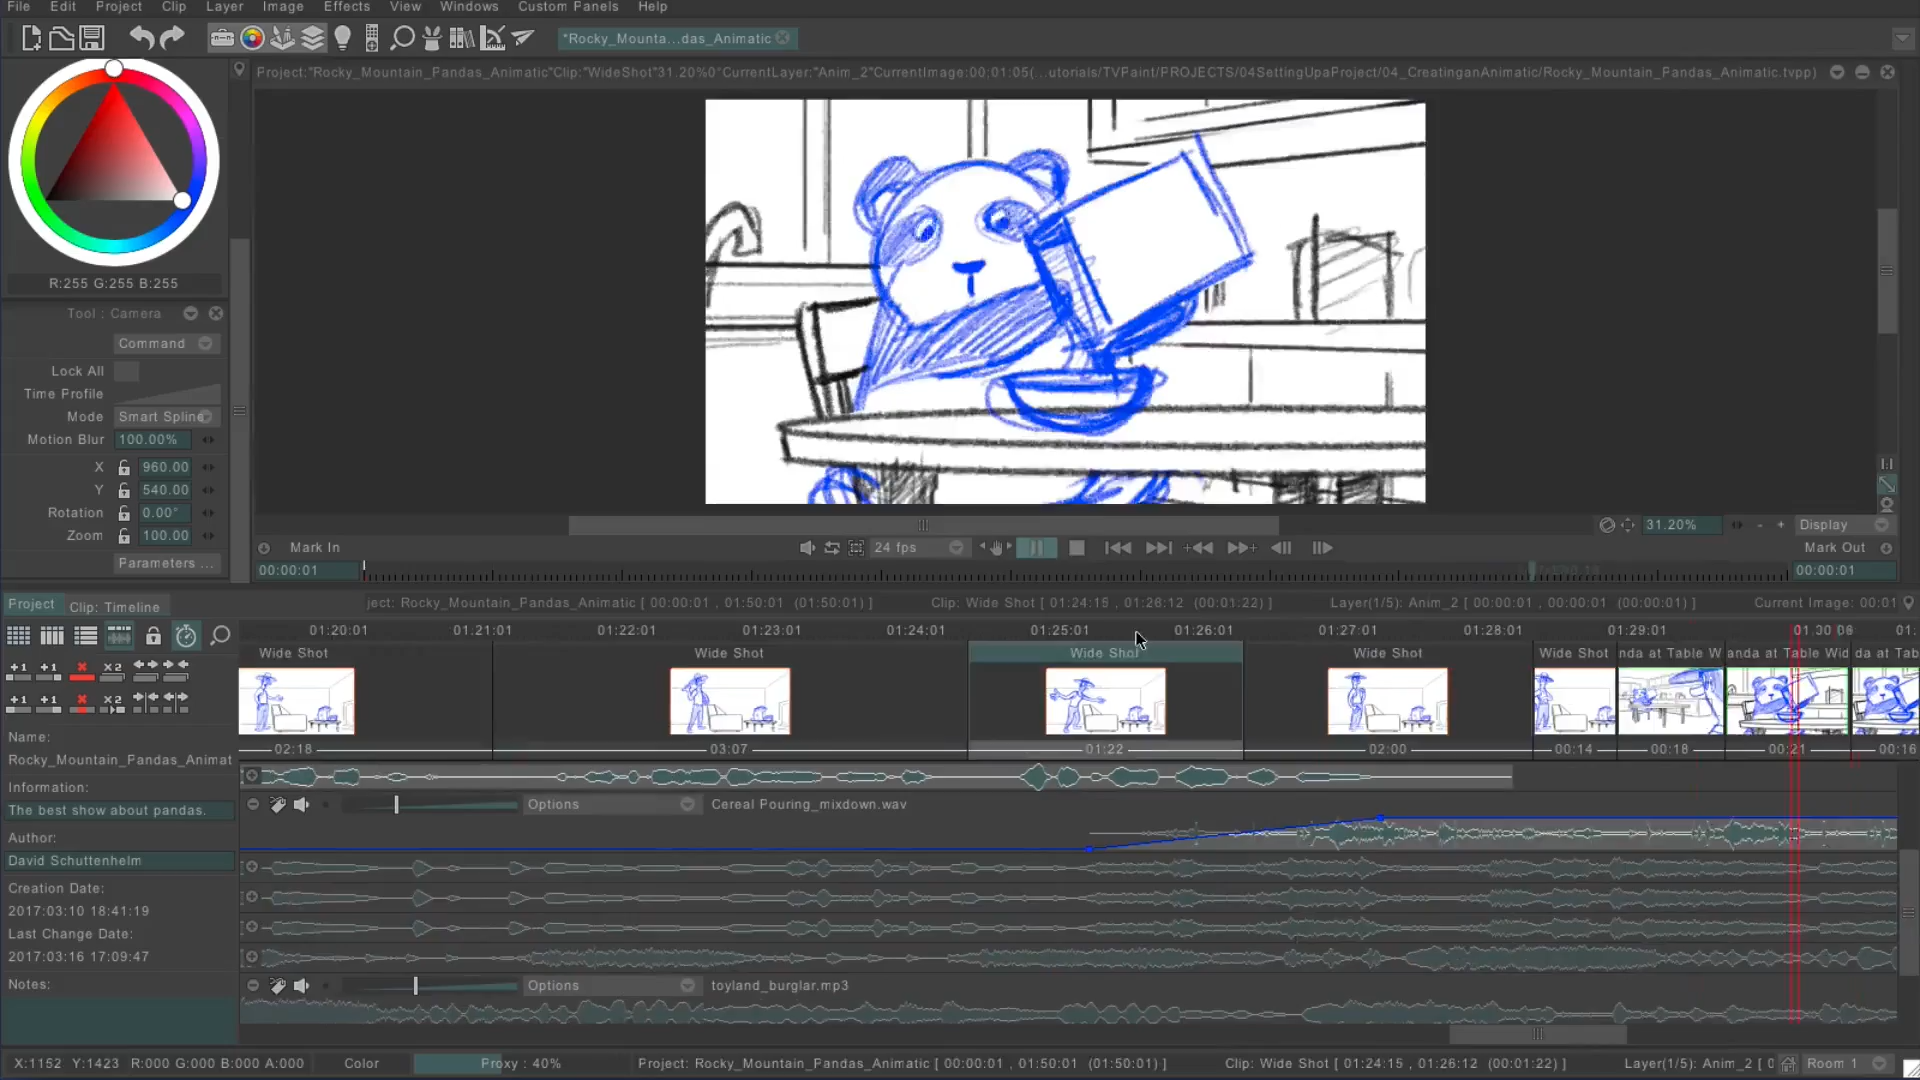 File Edit Project Clip Layer Image Effects View Windows Custom Panels Help
*Rocky_Mounta...das_Animatic
Project:"Rocky_Mountain_Pandas_Animatic"Clip:"WideShot"31.20%0°CurrentLayer:"Anim_2"CurrentImage:00:01:05(...utorials/TVPaint/PROJECTS/04SettingUpaProject/04_CreatinganAnimatic/Rocky_Mountain_Pandas_Animatic.tvpp)
R:255 G:255 B:255
Tool : Camera
Command
Lock All
Time Profile
Mode Smart Spline
Motion Blur 100.00%
X 960.00
Y 540.00
Rotation 0.00°
Zoom 100.00
Parameters ...
31.20% - + Display
Mark In 24 fps Mark Out
00:00:01 00:00:01
Project Clip: Timeline ject: Rocky_Mountain_Pandas_Animatic [ 00:00:01 , 01:50:01 (01:50:01) ] Clip: Wide Shot [ 01:24:15 , 01:26:12 (00:01:22) ] Layer(1/5): Anim_2 [ 00:00:01 , 00:00:01 (00:00:01) ] Current Image: 00:01
01:20:01 01:21:01 01:22:01 01:23:01 01:24:01 01:25:01 01:26:01 01:27:01 01:28:01 01:29:01 01:30 01:
Wide Shot Wide Shot Wide Shot Wide Shot Wide Shot nda at Table W anda at Table Wid da at Tab
+1 +1 x2
+1 +1 x2
02:18 03:07 01:22 02:00 00:14 00:18 00:21 00:16
Name:
Rocky_Mountain_Pandas_Animat
Information:
The best show about pandas.
Author:
David Schuttenhelm
Creation Date:
2017:03:10 18:41:19
Last Change Date:
2017:03:16 17:09:47
Notes:
Options Cereal Pouring_mixdown.wav
Options toyland_burglar.mp3
X:1152 Y:1423 R:000 G:000 B:000 A:000 Color Proxy : 40% Project: Rocky_Mountain_Pandas_Animatic [ 00:00:01 , 01:50:01 (01:50:01) ] Clip: Wide Shot [ 01:24:15 , 01:26:12 (00:01:22) ] Layer(1/5): Anim_2 [ Room 1